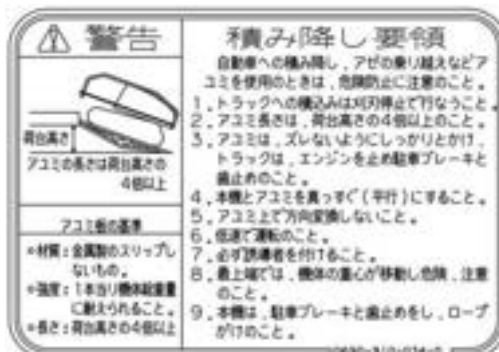 警告
荷台高さ
アユミの長さは荷台高さの
4倍以上
アユミ板の基準
*材質:金属製のスリップし
ないもの。
*強度:1本当り機体総重量
に耐えられること。
*長さ:荷台高さの4倍以上
積み降し要領
自動車への積み降し、アゼの乗り越えなどア
ユミを使用のときは、危険防止に注意のこと。
1.トラックへの積込みは刈刃停止で行なうこと
2.アユミ長さは、荷台高さの4倍以上のこと。
3.アユミは、ズレないようにしっかりとかけ、
トラックは、エンジンを止め駐車ブレーキと
歯止めのこと。
4.本機とアユミを真っすぐ(平行)にすること。
5.アユミ上で方向変換しないこと。
6.低速で運転のこと。
7.必ず誘導者を付けること。
8.最上端では、機体の重心が移動し危険、注意
のこと。
9.本機は、駐車ブレーキと歯止めをし、ロープ
がけのこと。